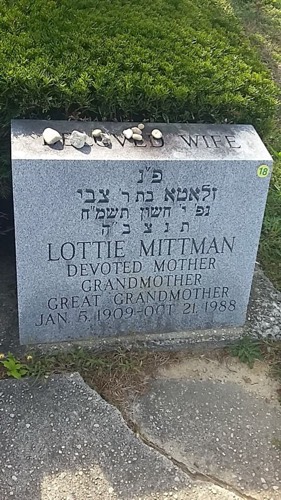 BELOVED WIFE
18
פ״נ
זלאטא בת ר׳ צבי
נפ׳ י׳ חשון תשמ״ח
ת נ צ ב״ה
LOTTIE MITTMAN
DEVOTED MOTHER
GRANDMOTHER
GREAT GRANDMOTHER
JAN. 5, 1909-OCT. 21, 1988